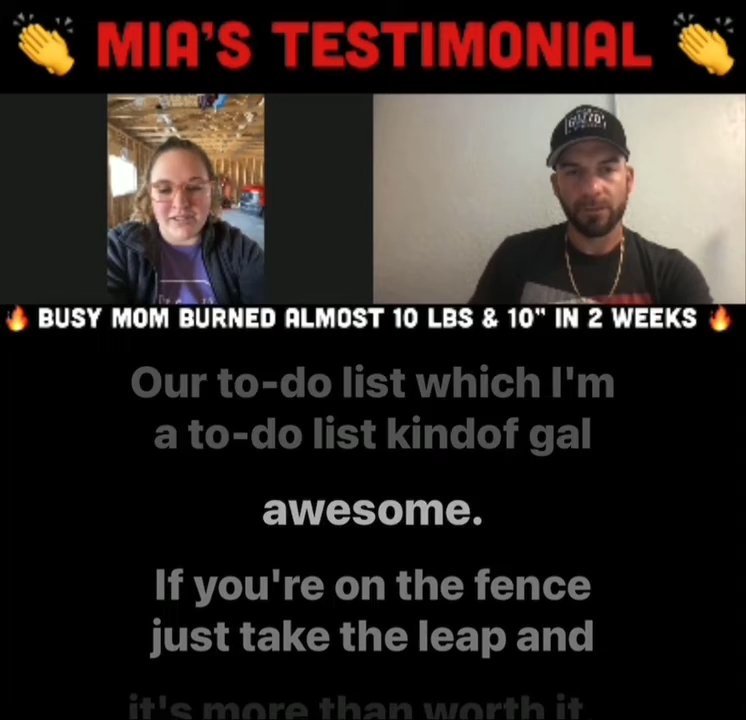 MIA'S TESTIMONIAL
BUSY MOM BURNED ALMOST 10 LBS & 10" IN 2 WEEKS
Our to-do list which I'm
a to-do list kindof gal
awesome.
If you're on the fence
just take the leap and
it's more than worth it